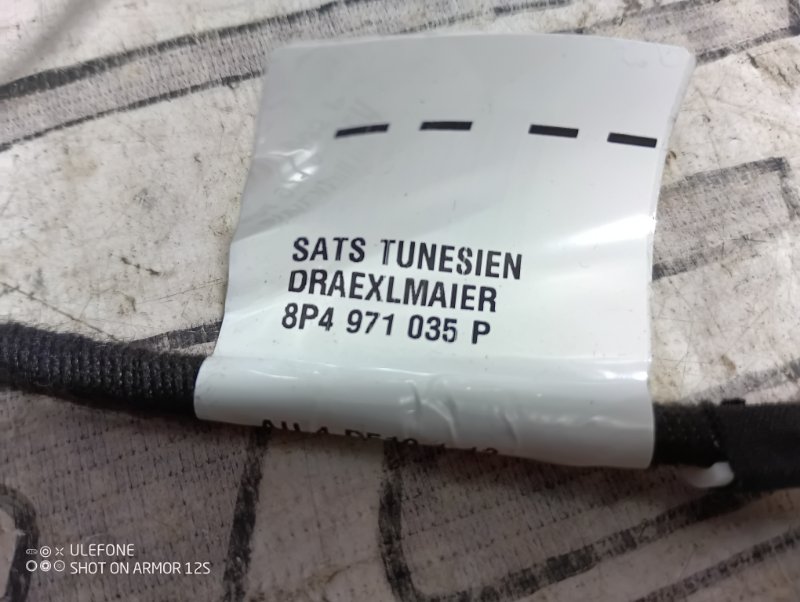 SATS TUNESIEN
DRAEXLMAIER
8P4 971 035 P
ULEFONE
SHOT ON ARMOR 12S